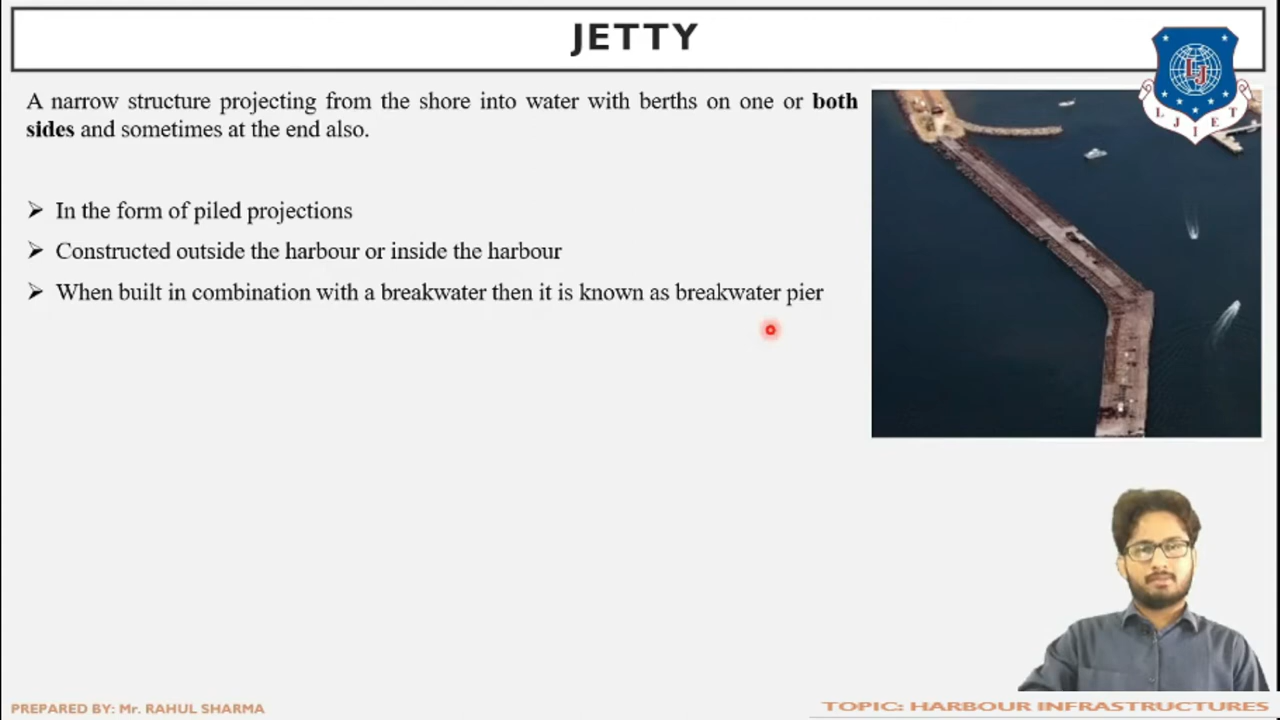 JETTY
A narrow structure projecting from the shore into water with berths on one or both
sides and sometimes at the end also.
➢ In the form of piled projections
➢ Constructed outside the harbour or inside the harbour
➢ When built in combination with a breakwater then it is known as breakwater pier
LJ
LJIET
PREPARED BY: Mr. RAHUL SHARMA
TOPIC: HARBOUR INFRASTRUCTURES